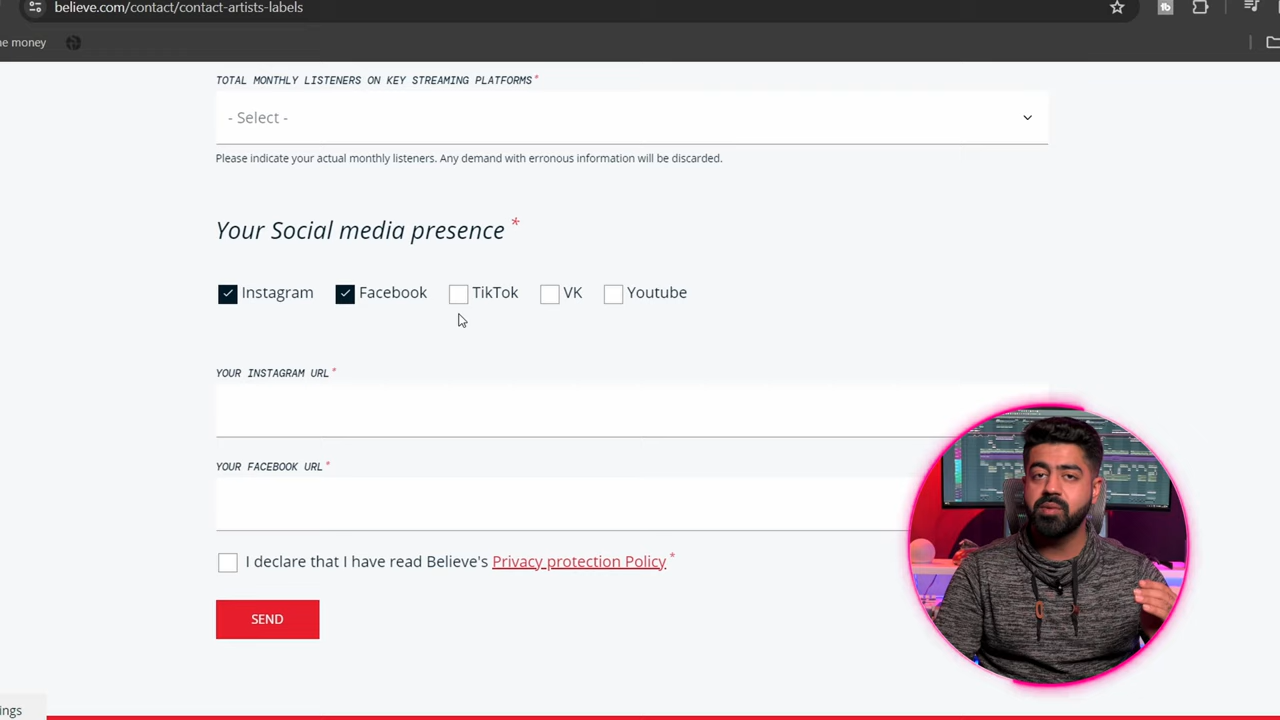 believe.com/contact/contact-artists-labels
ne money
TOTAL MONTHLY LISTENERS ON KEY STREAMING PLATFORMS*
- Select -
Please indicate your actual monthly listeners. Any demand with erronous information will be discarded.
Your Social media presence *
Instagram Facebook TikTok VK Youtube
YOUR INSTAGRAM URL*
YOUR FACEBOOK URL*
I declare that I have read Believe's Privacy protection Policy *
SEND
ings